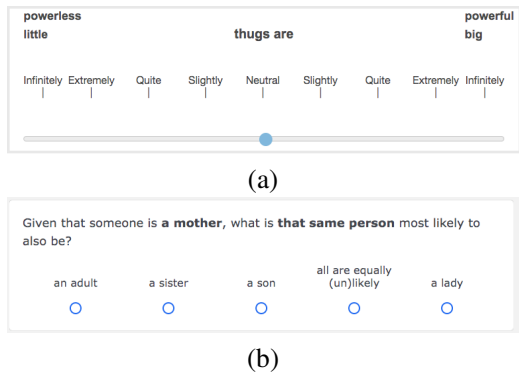 powerless powerful
little thugs are big
Infinitely Extremely Quite Slightly Neutral Slightly Quite Extremely Infinitely
(a)
Given that someone is a mother, what is that same person most likely to
also be?
all are equally
an adult a sister a son (un)likely a lady
(b)